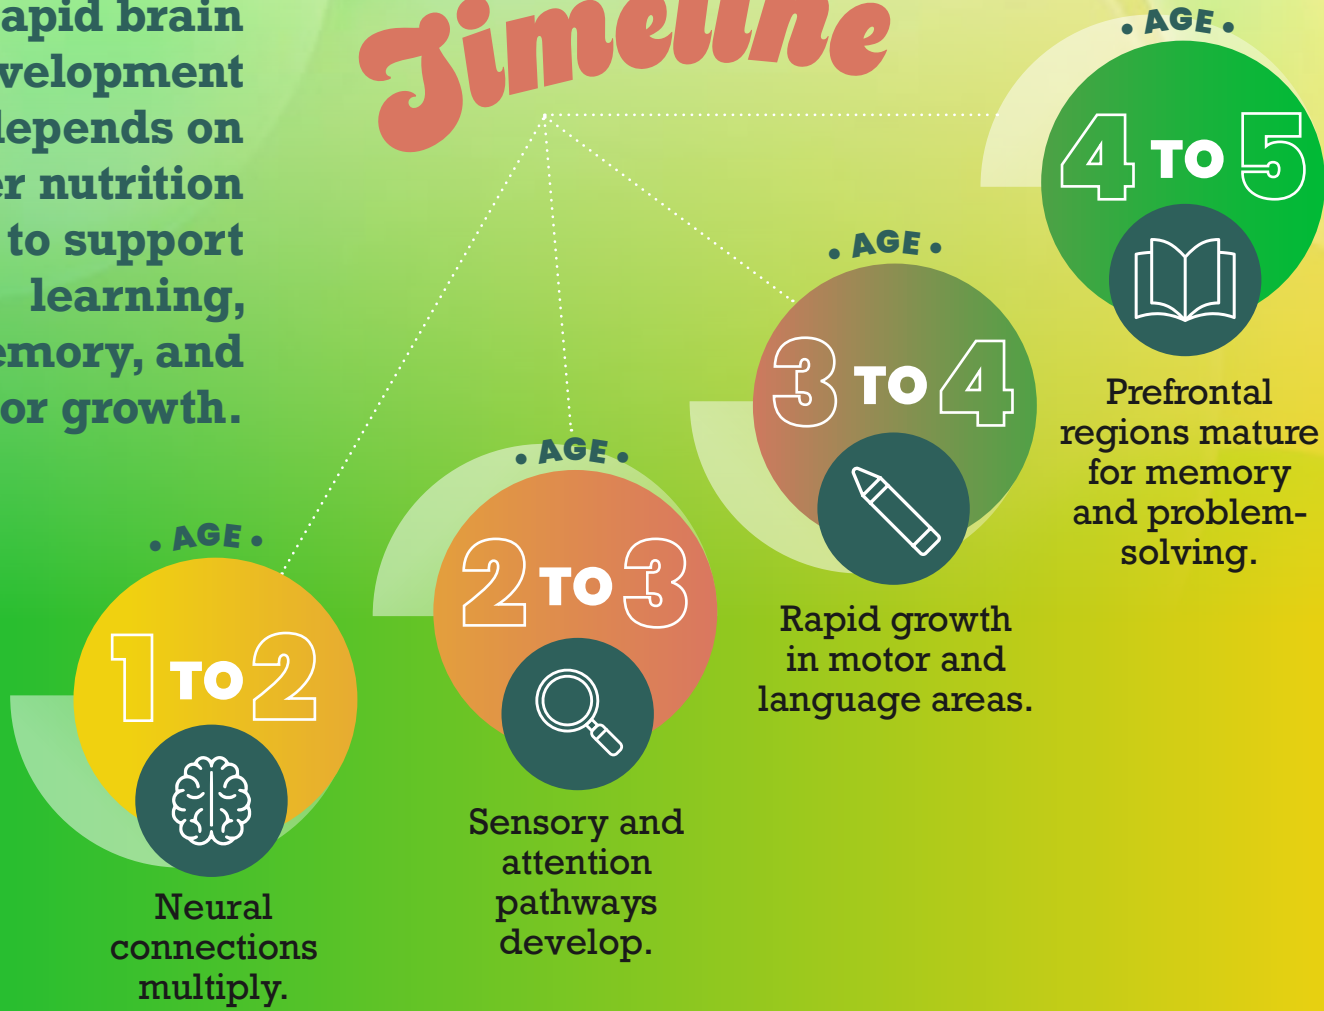 apid brain
velopment
depends on
er nutrition
to support
learning,
emory, and
or growth.
Timeline
• AGE •
1 TO 2
Neural
connections
multiply.
• AGE •
2 TO 3
Sensory and
attention
pathways
develop.
• AGE •
3 TO 4
Rapid growth
in motor and
language areas.
• AGE •
4 TO 5
Prefrontal
regions mature
for memory
and problem-
solving.